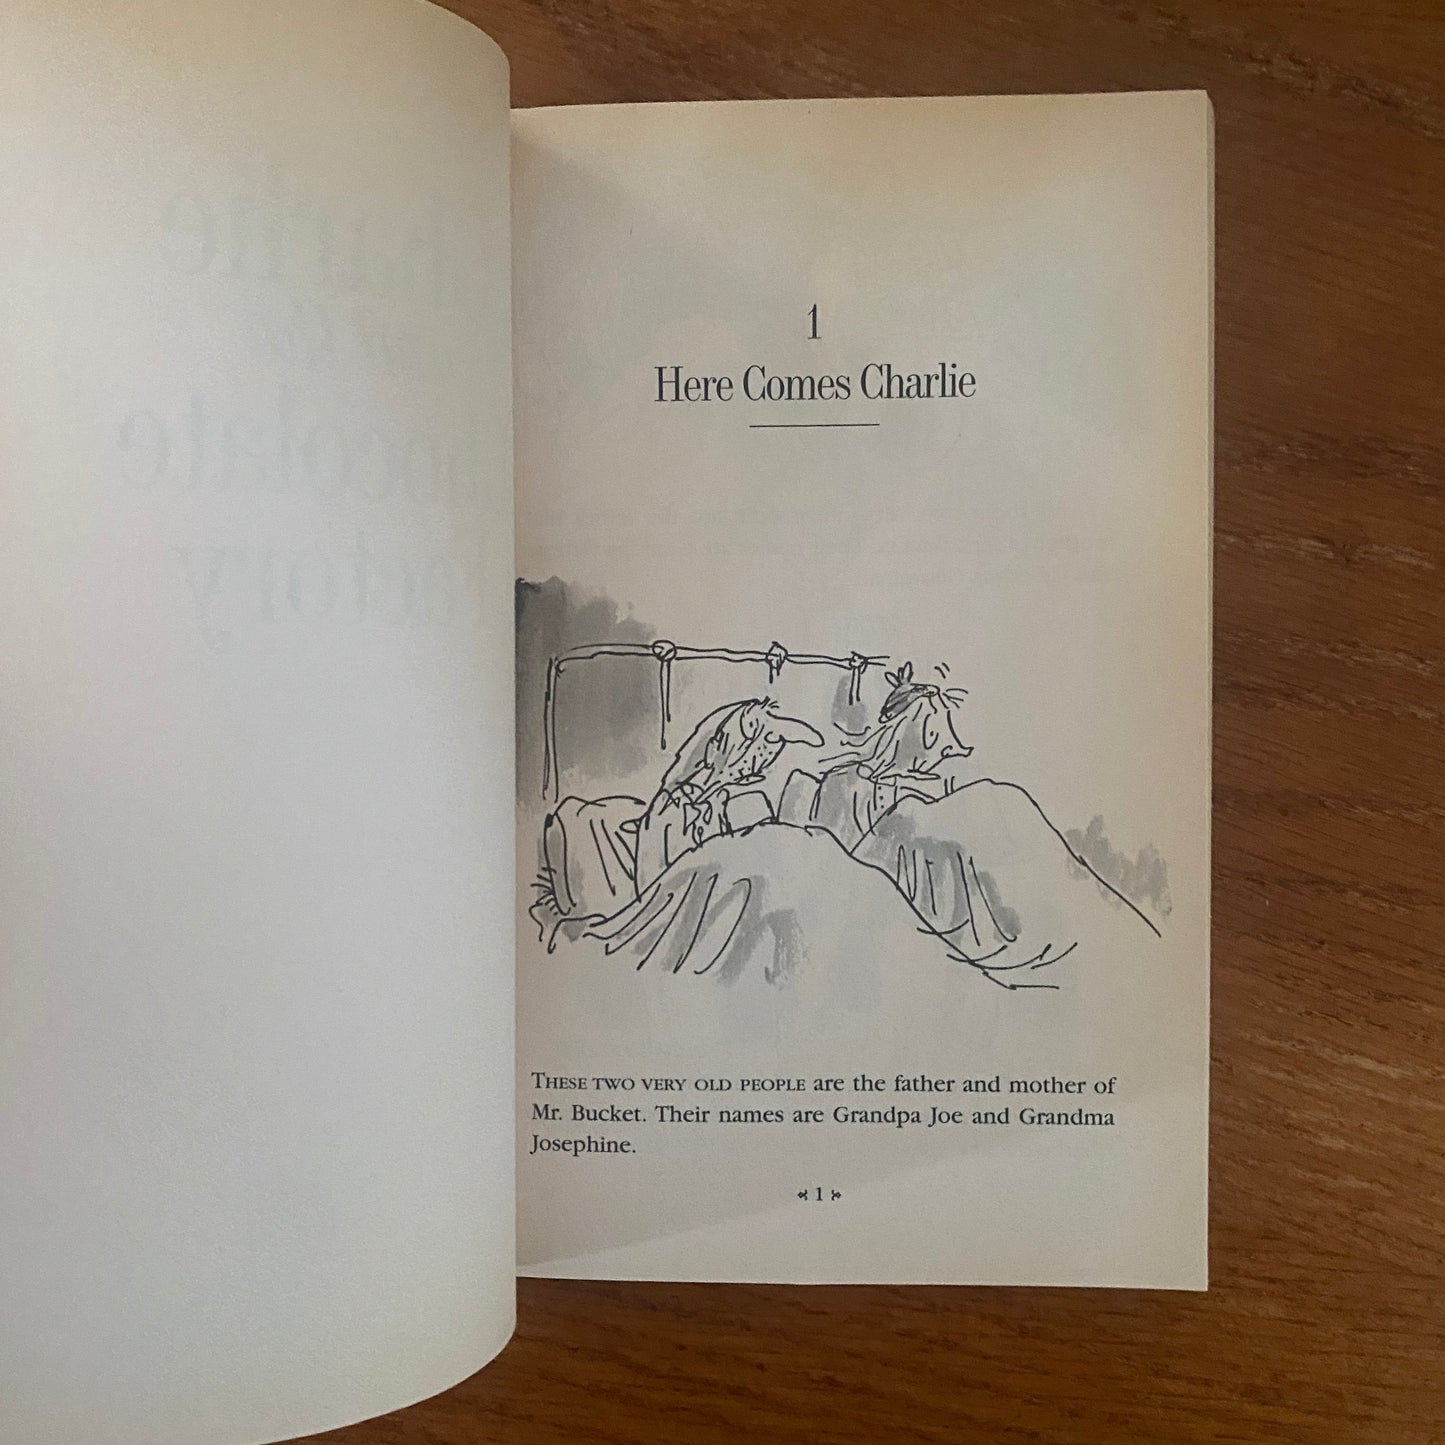 1
Here Comes Charlie
THESE TWO VERY OLD PEOPLE are the father and mother of
Mr. Bucket. Their names are Grandpa Joe and Grandma
Josephine.
1